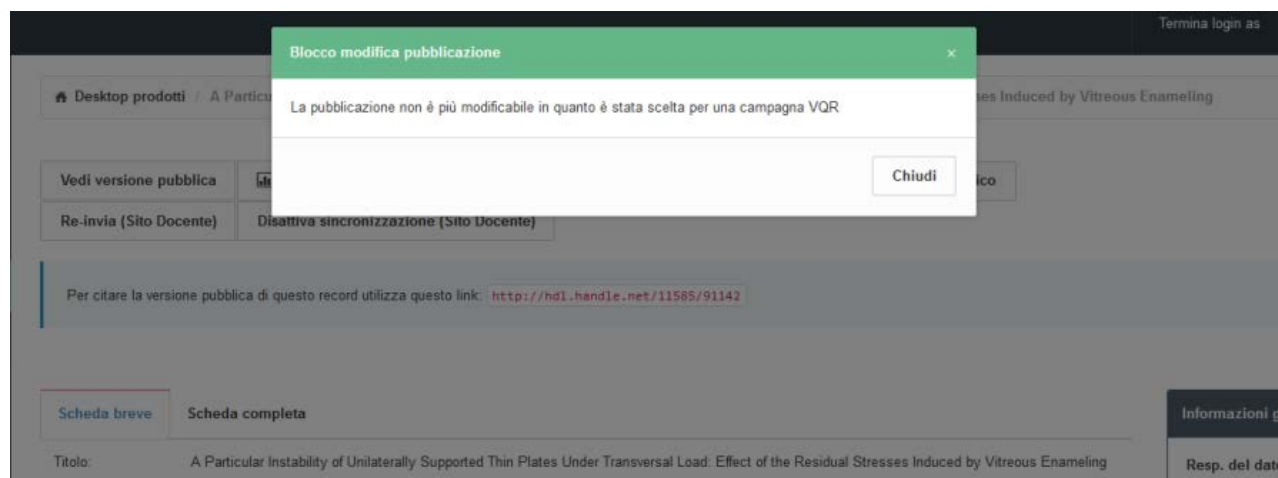 Termina login as
Blocco modifica pubblicazione ×
Desktop prodotti / A Particu ses Induced by Vitreous Enameling
La pubblicazione non è più modificabile in quanto è stata scelta per una campagna VQR
Vedi versione pubblica Chiudi ico
Re-invia (Sito Docente) Disattiva sincronizzazione (Sito Docente)
Per citare la versione pubblica di questo record utilizza questo link: http://hdl.handle.net/11585/91142
Scheda breve Scheda completa Informazioni g
Titolo: A Particular Instability of Unilaterally Supported Thin Plates Under Transversal Load: Effect of the Residual Stresses Induced by Vitreous Enameling Resp. del dat